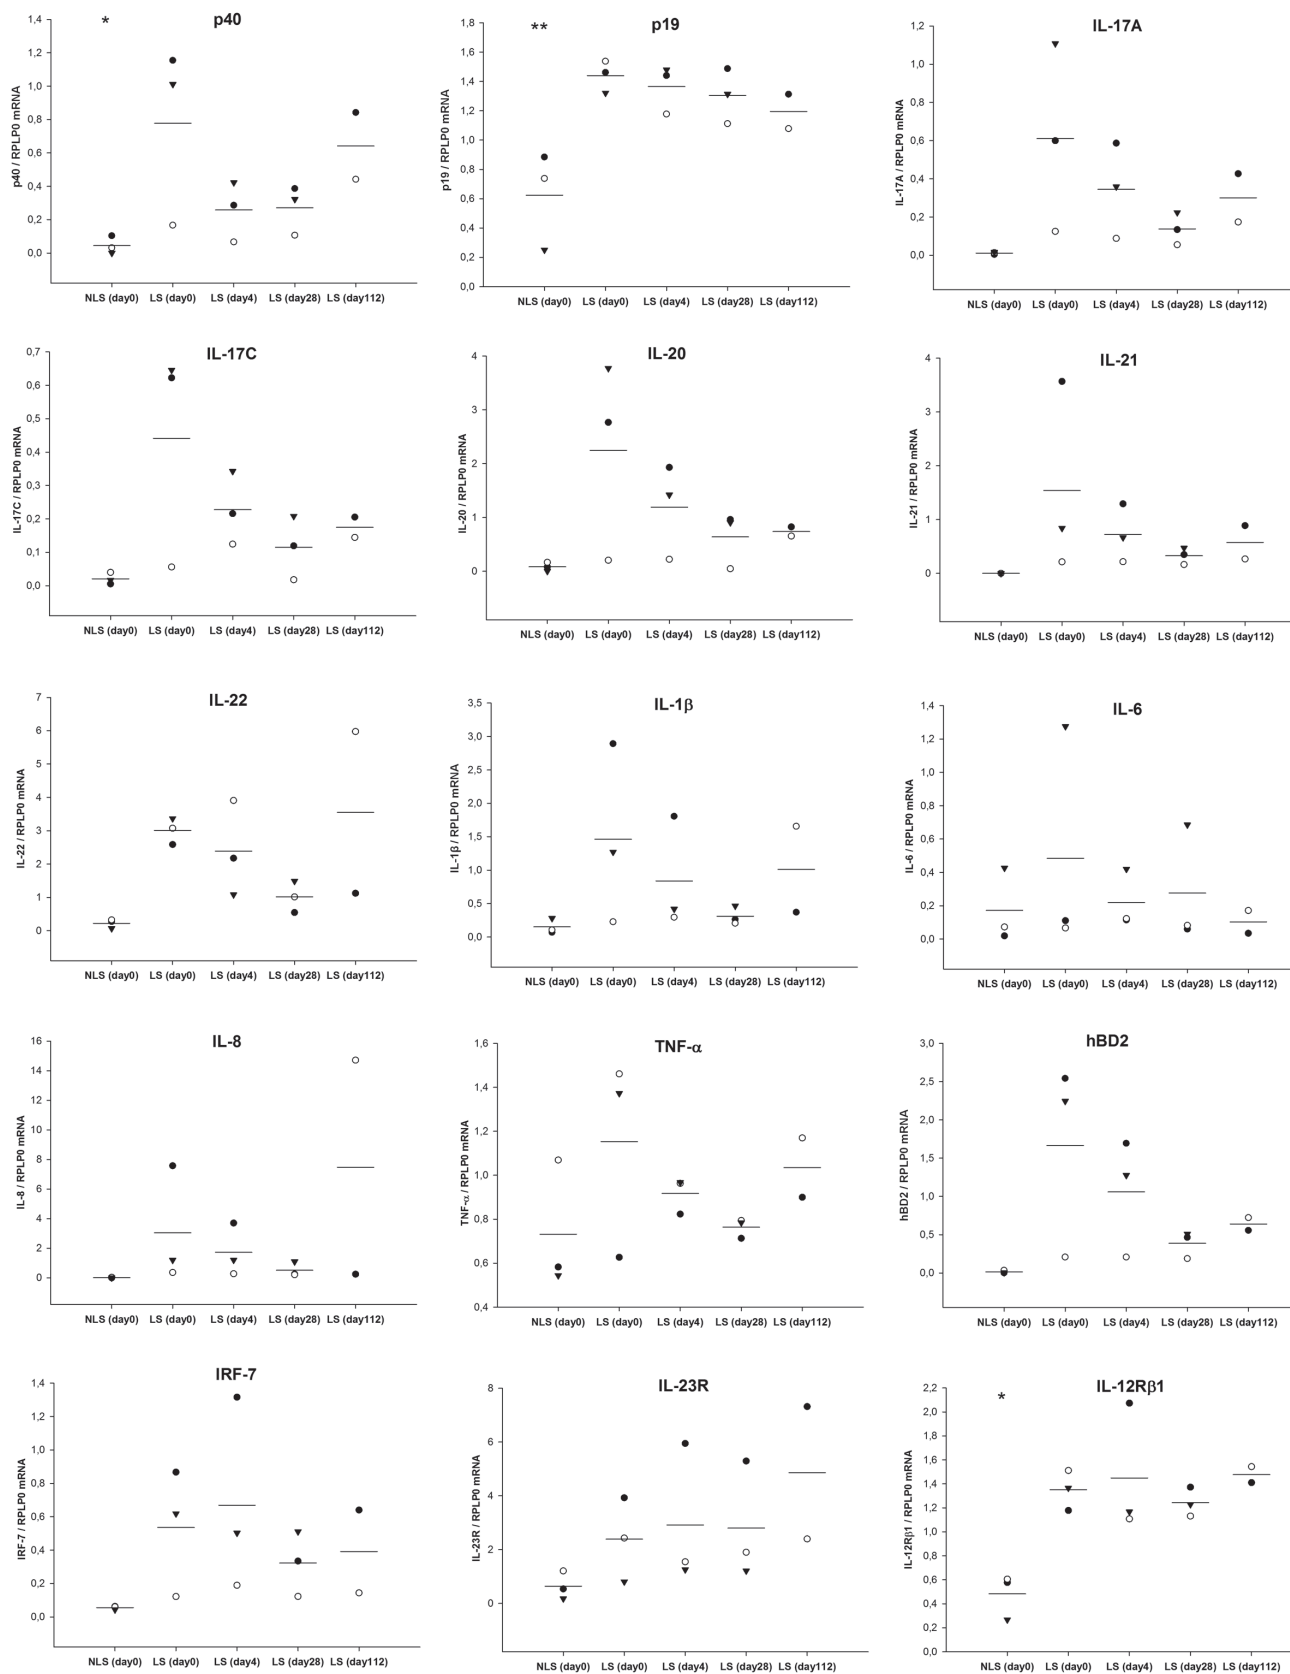 *
p40
p40 / RPLP0 mRNA
1,4
1,2
1,0
0,8
0,6
0,4
0,2
0,0
NLS (day0) LS (day0) LS (day4) LS (day28) LS (day112)
**
p19
p19 / RPLP0 mRNA
1,8
1,6
1,4
1,2
1,0
0,8
0,6
0,4
0,2
0,0
NLS (day0) LS (day0) LS (day4) LS (day28) LS (day112)
IL-17A
IL-17A / RPLP0 mRNA
1,2
1,0
0,8
0,6
0,4
0,2
0,0
NLS (day0) LS (day0) LS (day4) LS (day28) LS (day112)
IL-17C
IL-17C / RPLP0 mRNA
0,7
0,6
0,5
0,4
0,3
0,2
0,1
0,0
NLS (day0) LS (day0) LS (day4) LS (day28) LS (day112)
IL-20
IL-20 / RPLP0 mRNA
4
3
2
1
0
NLS (day0) LS (day0) LS (day4) LS (day28) LS (day112)
IL-21
IL-21 / RPLP0 mRNA
4
3
2
1
0
NLS (day0) LS (day0) LS (day4) LS (day28) LS (day112)
IL-22
IL-22 / RPLP0 mRNA
7
6
5
4
3
2
1
0
NLS (day0) LS (day0) LS (day4) LS (day28) LS (day112)
IL-1β
IL-1β / RPLP0 mRNA
3,5
3,0
2,5
2,0
1,5
1,0
0,5
0,0
NLS (day0) LS (day0) LS (day4) LS (day28) LS (day112)
IL-6
IL-6 / RPLP0 mRNA
1,4
1,2
1,0
0,8
0,6
0,4
0,2
0,0
NLS (day0) LS (day0) LS (day4) LS (day28) LS (day112)
IL-8
IL-8 / RPLP0 mRNA
16
14
12
10
8
6
4
2
0
NLS (day0) LS (day0) LS (day4) LS (day28) LS (day112)
TNF-α
TNF-α / RPLP0 mRNA
1,6
1,4
1,2
1,0
0,8
0,6
0,4
NLS (day0) LS (day0) LS (day4) LS (day28) LS (day112)
hBD2
hBD2 / RPLP0 mRNA
3,0
2,5
2,0
1,5
1,0
0,5
0,0
NLS (day0) LS (day0) LS (day4) LS (day28) LS (day112)
IRF-7
IRF-7 / RPLP0 mRNA
1,4
1,2
1,0
0,8
0,6
0,4
0,2
0,0
NLS (day0) LS (day0) LS (day4) LS (day28) LS (day112)
IL-23R
IL-23R / RPLP0 mRNA
8
6
4
2
0
NLS (day0) LS (day0) LS (day4) LS (day28) LS (day112)
*
IL-12Rβ1
IL-12Rβ1 / RPLP0 mRNA
2,2
2,0
1,8
1,6
1,4
1,2
1,0
0,8
0,6
0,4
0,2
0,0
NLS (day0) LS (day0) LS (day4) LS (day28) LS (day112)